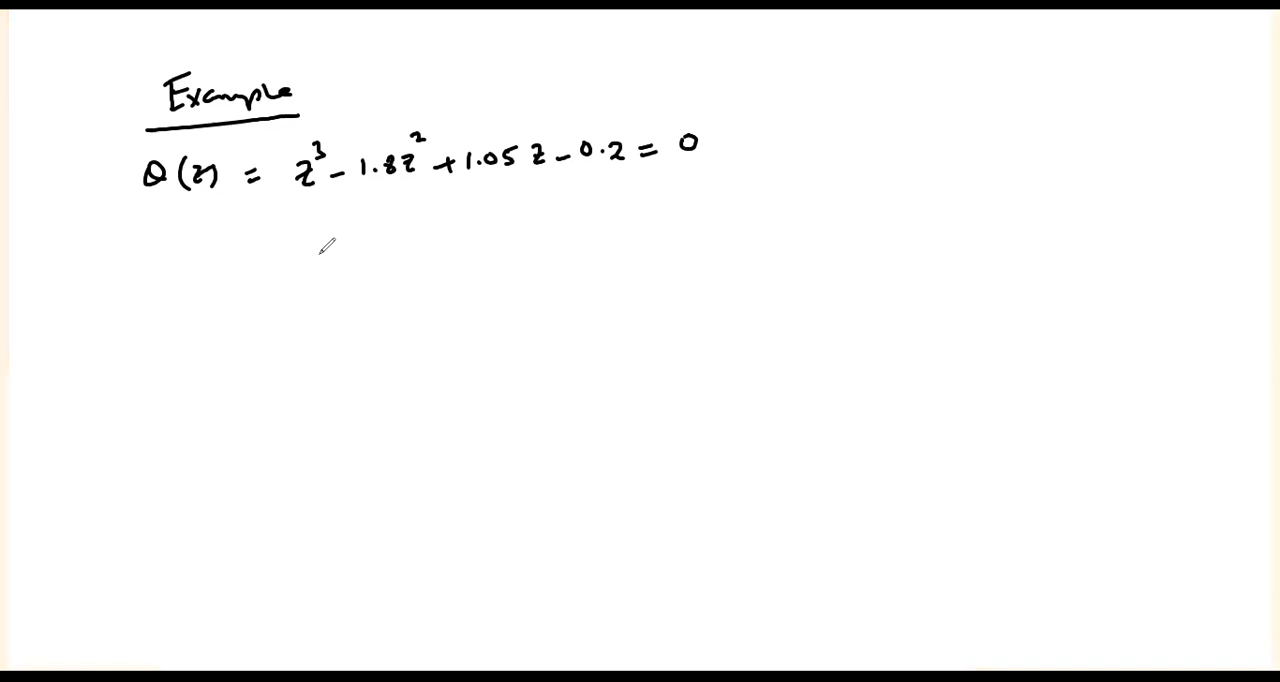 Example
Q(z) = z³ - 1.8z² + 1.05z - 0.2 = 0